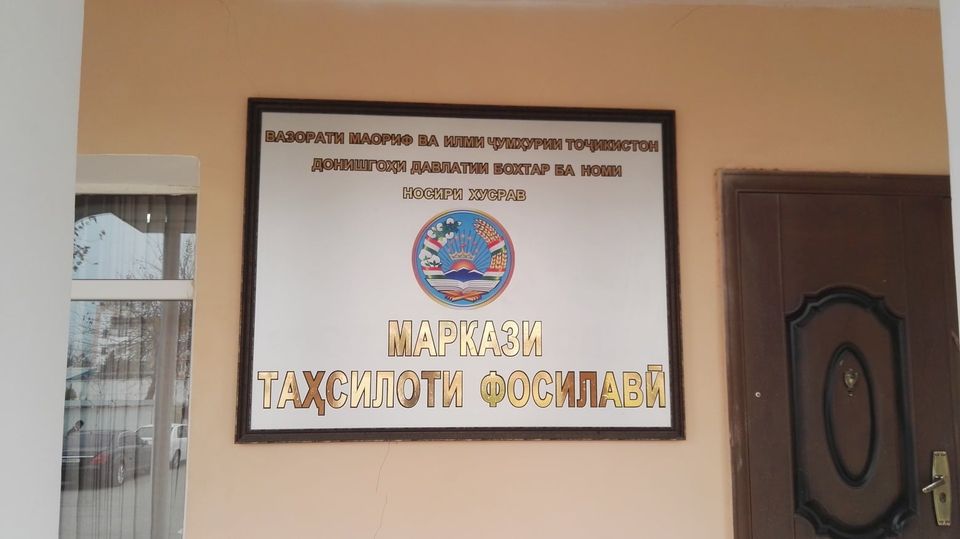 ВАЗОРАТИ МАОРИФ ВА ИЛМИ ҶУМҲУРИИ ТОҶИКИСТОН
ДОНИШГОҲИ ДАВЛАТИИ БОХТАР БА НОМИ
НОСИРИ ХУСРАВ
МАРКАЗИ
ТАҲСИЛОТИ ФОСИЛАВӢ